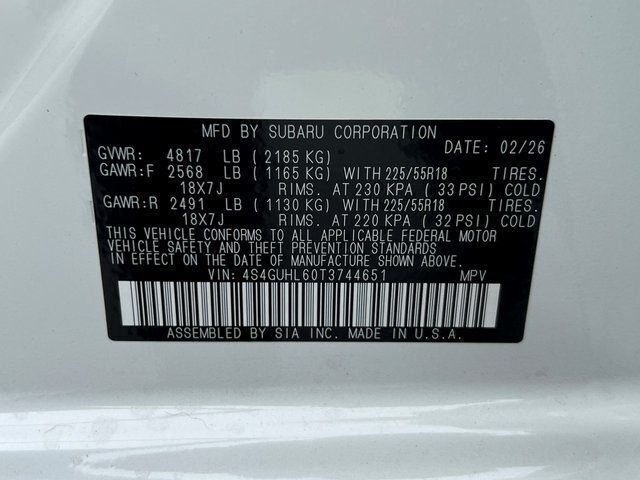 MFD BY SUBARU CORPORATION DATE: 02/26
GVWR: 4817 LB (2185 KG)
GAWR:F 2568 LB (1165 KG) WITH 225/55R18 TIRES.
18X7J RIMS. AT 230 KPA (33 PSI) COLD
GAWR:R 2491 LB (1130 KG) WITH 225/55R18 TIRES.
18X7J RIMS. AT 220 KPA (32 PSI) COLD
THIS VEHICLE CONFORMS TO ALL APPLICABLE FEDERAL MOTOR
VEHICLE SAFETY AND THEFT PREVENTION STANDARDS
IN EFFECT ON THE DATE OF MANUFACTURE SHOWN ABOVE.
VIN: 4S4GUHL60T3744651 MPV
ASSEMBLED BY SIA INC. MADE IN U.S.A.